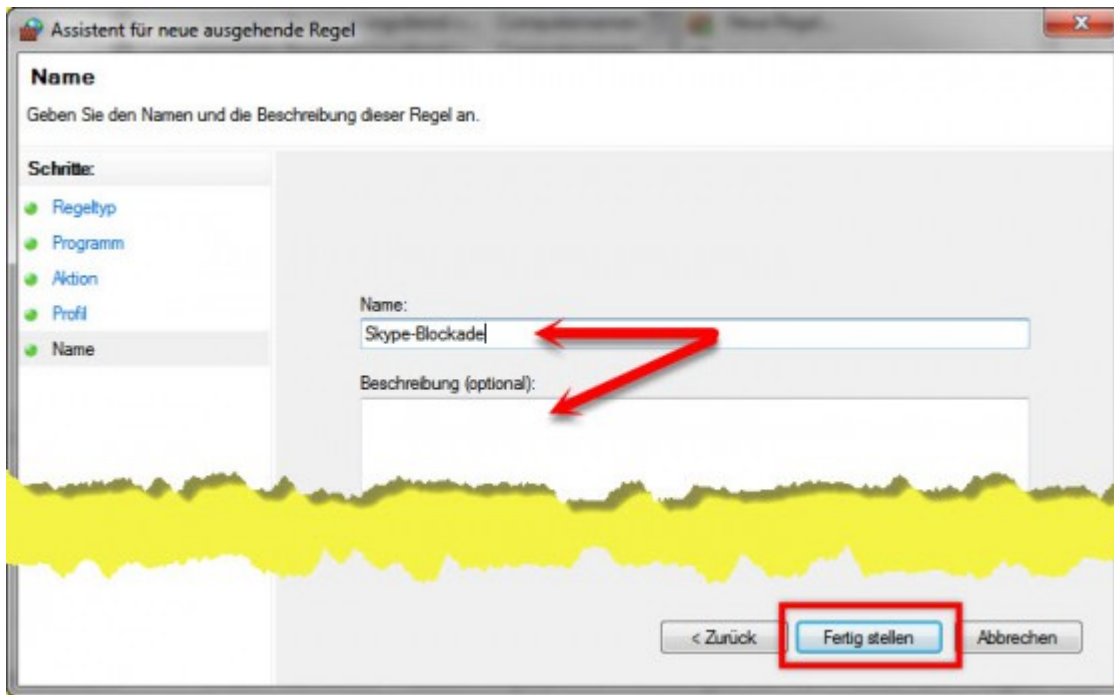 Assistent für neue ausgehende Regel
Name
Geben Sie den Namen und die Beschreibung dieser Regel an.
Schritte:
Regeltyp
Programm
Aktion
Profil
Name
Name:
Skype-Blockade
Beschreibung (optional):
< Zurück Fertig stellen Abbrechen